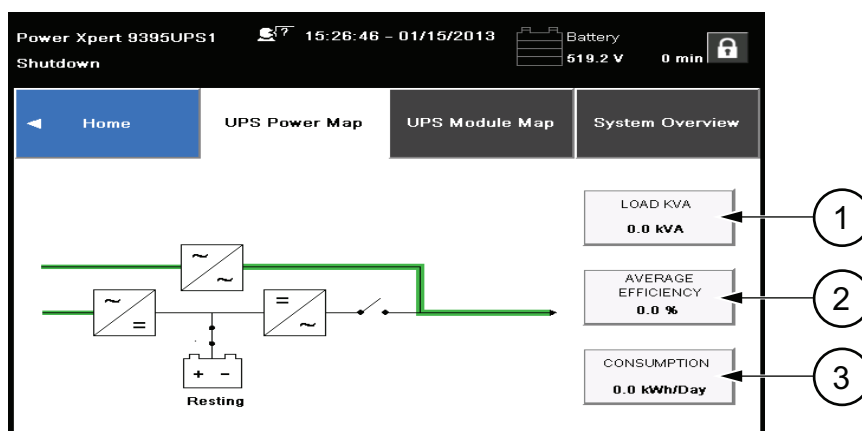 Power Xpert 9395UPS1
Shutdown
? 15:26:46 - 01/15/2013
Battery
519.2 V 0 min
Home
UPS Power Map
UPS Module Map
System Overview
LOAD KVA
0.0 kVA
1
AVERAGE
EFFICIENCY
0.0 %
2
CONSUMPTION
0.0 kWh/Day
3
~
~
~
=
=
~
+ -
Resting